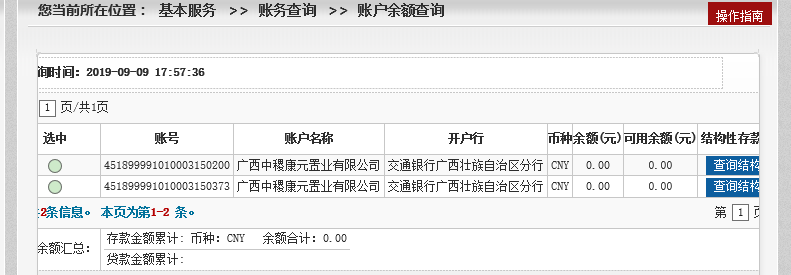 您当前所在位置： 基本服务 >> 账务查询 >> 账户余额查询
操作指南
询时间：2019-09-09 17:57:36
1 页/共1页
选中 账号 账户名称 开户行 币种 余额(元) 可用余额(元) 结构性存款
451899991010003150200 广西中稷康元置业有限公司 交通银行广西壮族自治区分行 CNY 0.00 0.00 查询结构
451899991010003150373 广西中稷康元置业有限公司 交通银行广西壮族自治区分行 CNY 0.00 0.00 查询结构
2条信息。 本页为第1-2 条。 第 1
余额汇总： 存款金额累计：币种：CNY 余额合计：0.00
贷款金额累计：